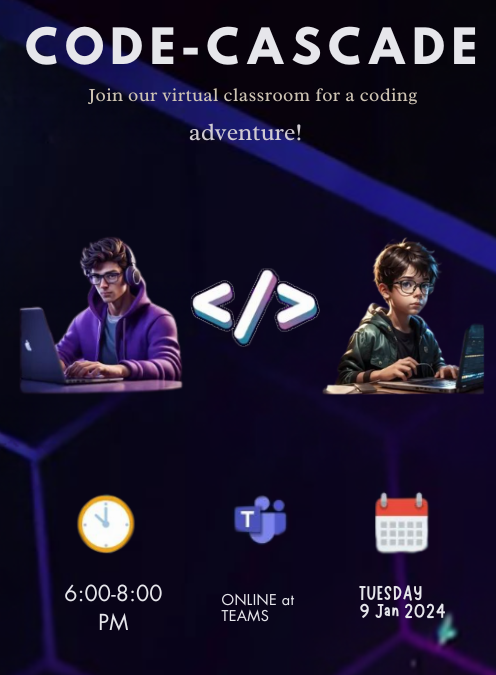 CODE-CASCADE
Join our virtual classroom for a coding
adventure!
</>
T
6:00-8:00
PM
ONLINE at
TEAMS
TUESDAY
9 Jan 2024